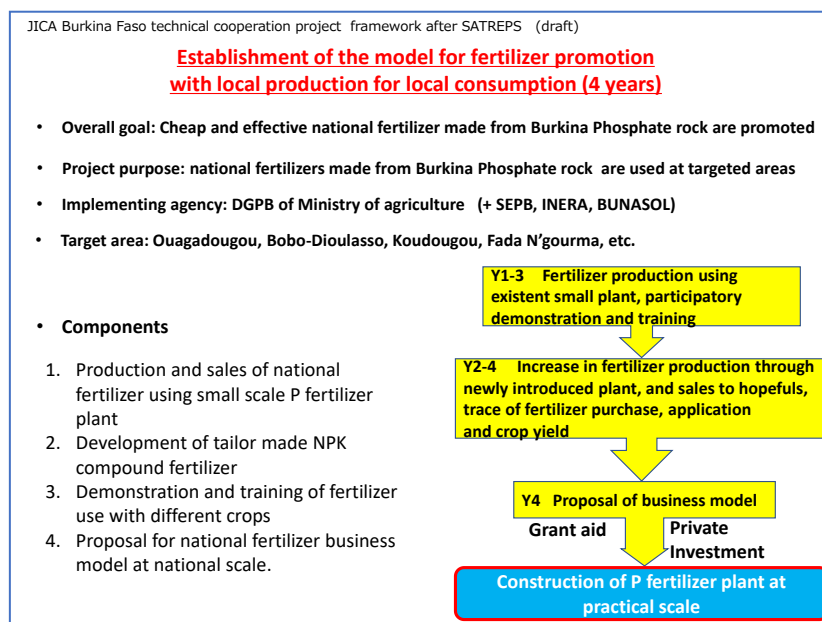 JICA Burkina Faso technical cooperation project framework after SATREPS (draft)
Establishment of the model for fertilizer promotion
with local production for local consumption (4 years)
• Overall goal: Cheap and effective national fertilizer made from Burkina Phosphate rock are promoted
• Project purpose: national fertilizers made from Burkina Phosphate rock are used at targeted areas
• Implementing agency: DGPB of Ministry of agriculture (+ SEPB, INERA, BUNASOL)
• Target area: Ouagadougou, Bobo-Dioulasso, Koudougou, Fada N'gourma, etc.
• Components
1. Production and sales of national
fertilizer using small scale P fertilizer
plant
2. Development of tailor made NPK
compound fertilizer
3. Demonstration and training of fertilizer
use with different crops
4. Proposal for national fertilizer business
model at national scale.
Y1-3 Fertilizer production using
existent small plant, participatory
demonstration and training
Y2-4 Increase in fertilizer production through
newly introduced plant, and sales to hopefuls,
trace of fertilizer purchase, application
and crop yield
Y4 Proposal of business model
Grant aid
Private
Investment
Construction of P fertilizer plant at
practical scale